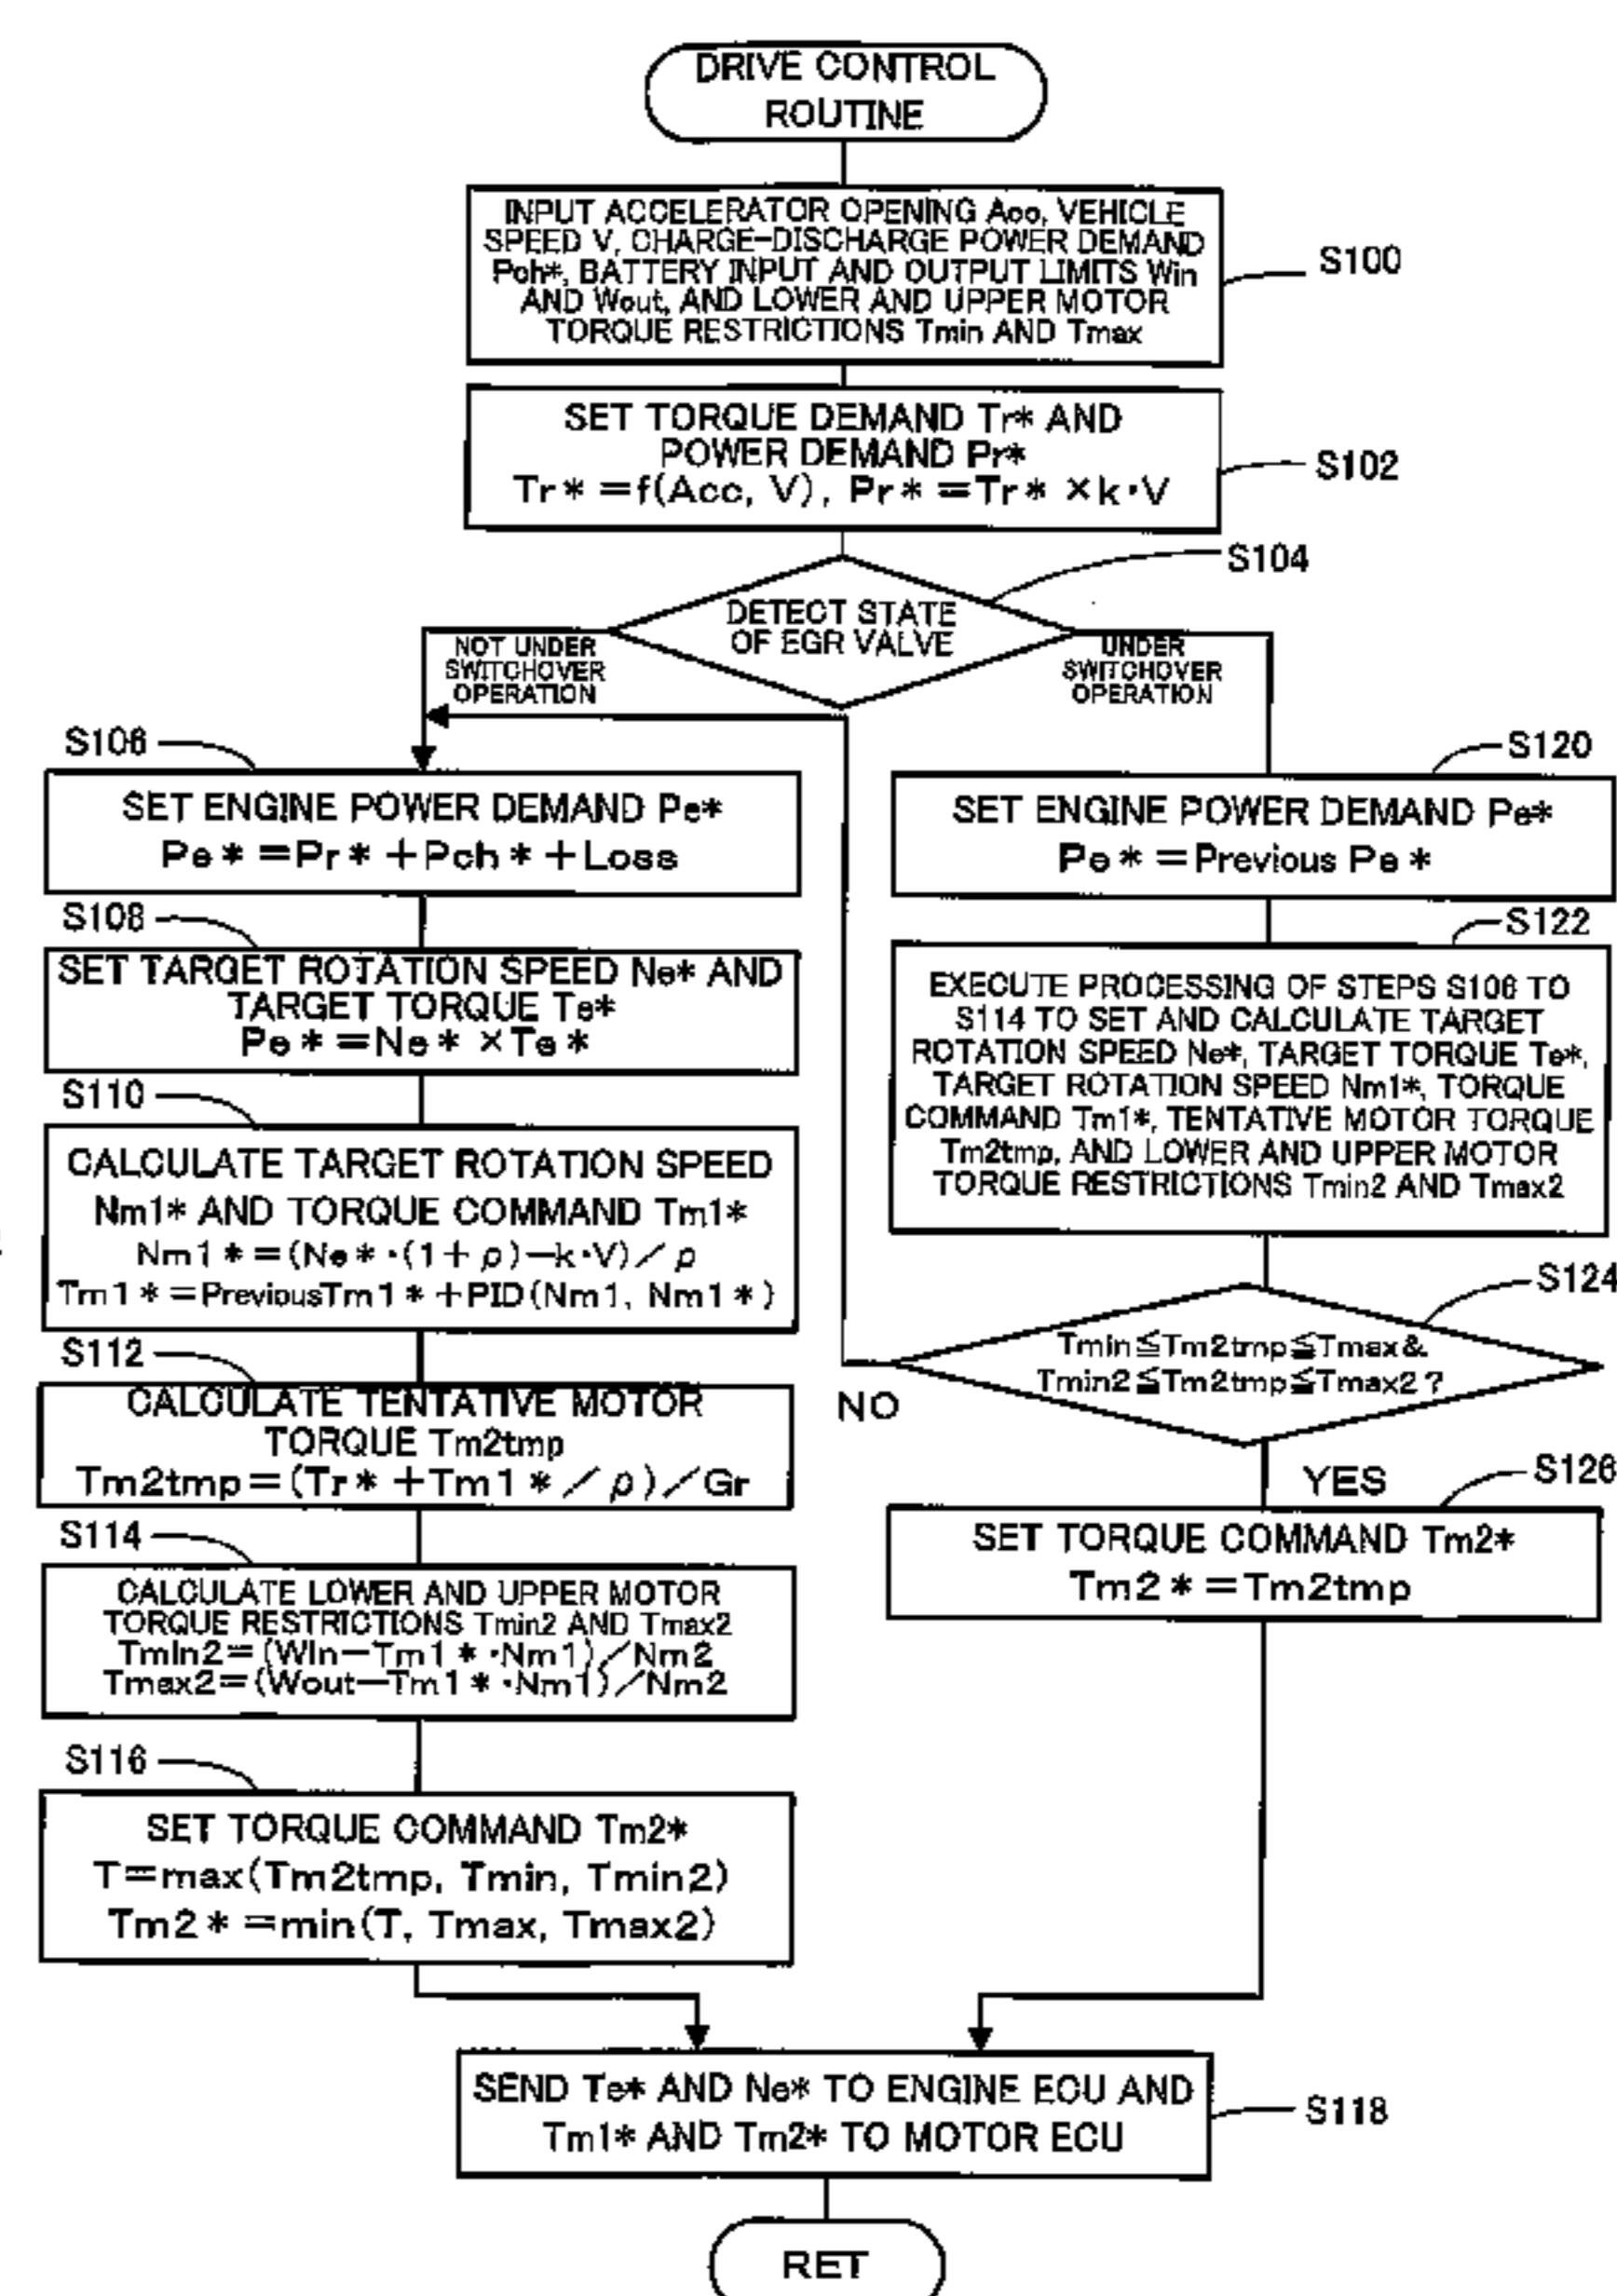 DRIVE CONTROL
ROUTINE
INPUT ACCELERATOR OPENING Acc, VEHICLE
SPEED V, CHARGE-DISCHARGE POWER DEMAND
Pch*, BATTERY INPUT AND OUTPUT LIMITS Win
AND Wout, AND LOWER AND UPPER MOTOR
TORQUE RESTRICTIONS Tmin AND Tmax
S100
SET TORQUE DEMAND Tr* AND
POWER DEMAND Pr*
Tr*=f(Acc, V), Pr*=Tr*×k·V
S102
S104
DETECT STATE
OF EGR VALVE
NOT UNDER
SWITCHOVER
OPERATION
UNDER
SWITCHOVER
OPERATION
S106
SET ENGINE POWER DEMAND Pe*
Pe*=Pr*+Pch*+Loss
S108
SET TARGET ROTATION SPEED Ne* AND
TARGET TORQUE Te*
Pe*=Ne*×Te*
S110
CALCULATE TARGET ROTATION SPEED
Nm1* AND TORQUE COMMAND Tm1*
Nm1*=(Ne*·(1+ρ)−k·V)/ρ
Tm1*=PreviousTm1*+PID(Nm1, Nm1*)
S112
CALCULATE TENTATIVE MOTOR
TORQUE Tm2tmp
Tm2tmp=(Tr*+Tm1*/ρ)/Gr
S114
CALCULATE LOWER AND UPPER MOTOR
TORQUE RESTRICTIONS Tmin2 AND Tmax2
Tmin2=(Win−Tm1*·Nm1)/Nm2
Tmax2=(Wout−Tm1*·Nm1)/Nm2
S116
SET TORQUE COMMAND Tm2*
T=max(Tm2tmp, Tmin, Tmin2)
Tm2*=min(T, Tmax, Tmax2)
S120
SET ENGINE POWER DEMAND Pe*
Pe*=Previous Pe*
S122
EXECUTE PROCESSING OF STEPS S108 TO
S114 TO SET AND CALCULATE TARGET
ROTATION SPEED Ne*, TARGET TORQUE Te*,
TARGET ROTATION SPEED Nm1*, TORQUE
COMMAND Tm1*, TENTATIVE MOTOR TORQUE
Tm2tmp, AND LOWER AND UPPER MOTOR
TORQUE RESTRICTIONS Tmin2 AND Tmax2
S124
Tmin≦Tm2tmp≦Tmax&
Tmin2≦Tm2tmp≦Tmax2?
NO
YES
S126
SET TORQUE COMMAND Tm2*
Tm2*=Tm2tmp
SEND Te* AND Ne* TO ENGINE ECU AND
Tm1* AND Tm2* TO MOTOR ECU
S118
RET